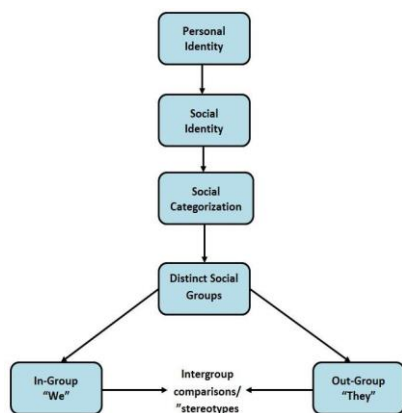 Personal
Identity
Social
Identity
Social
Categorization
Distinct Social
Groups
In-Group
"We"
Intergroup
comparisons/
"stereotypes
Out-Group
"They"